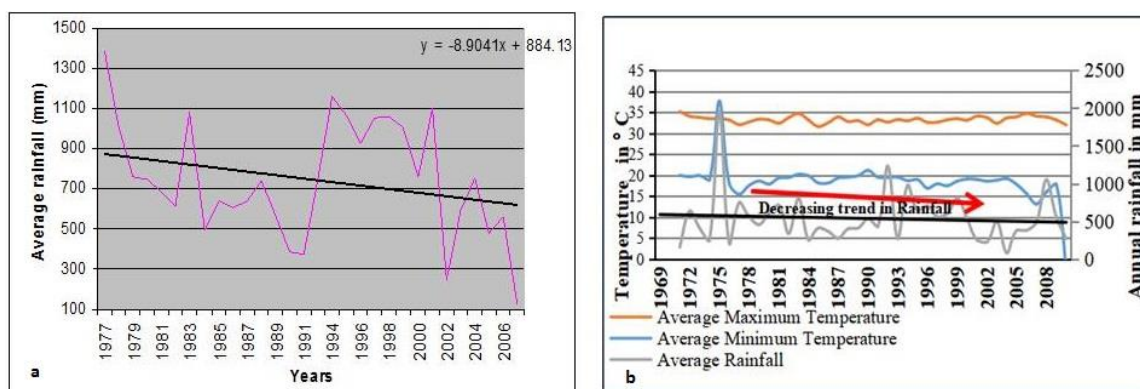 1500
1300
1100
900
700
500
300
100
Average rainfall (mm)
y = -8.9041x + 884.13
1977 1979 1981 1983 1985 1987 1989 1991 1994 1996 1998 2000 2002 2004 2006
Years
a
45
40
35
30
25
20
15
10
5
0
Temperature in ° C
2500
2000
1500
1000
500
0
Annual rainfall in mm
Decreasing trend in Rainfall
1969 1972 1975 1978 1981 1984 1987 1990 1993 1996 1999 2002 2005 2008
Average Maximum Temperature
Average Minimum Temperature
Average Rainfall
b